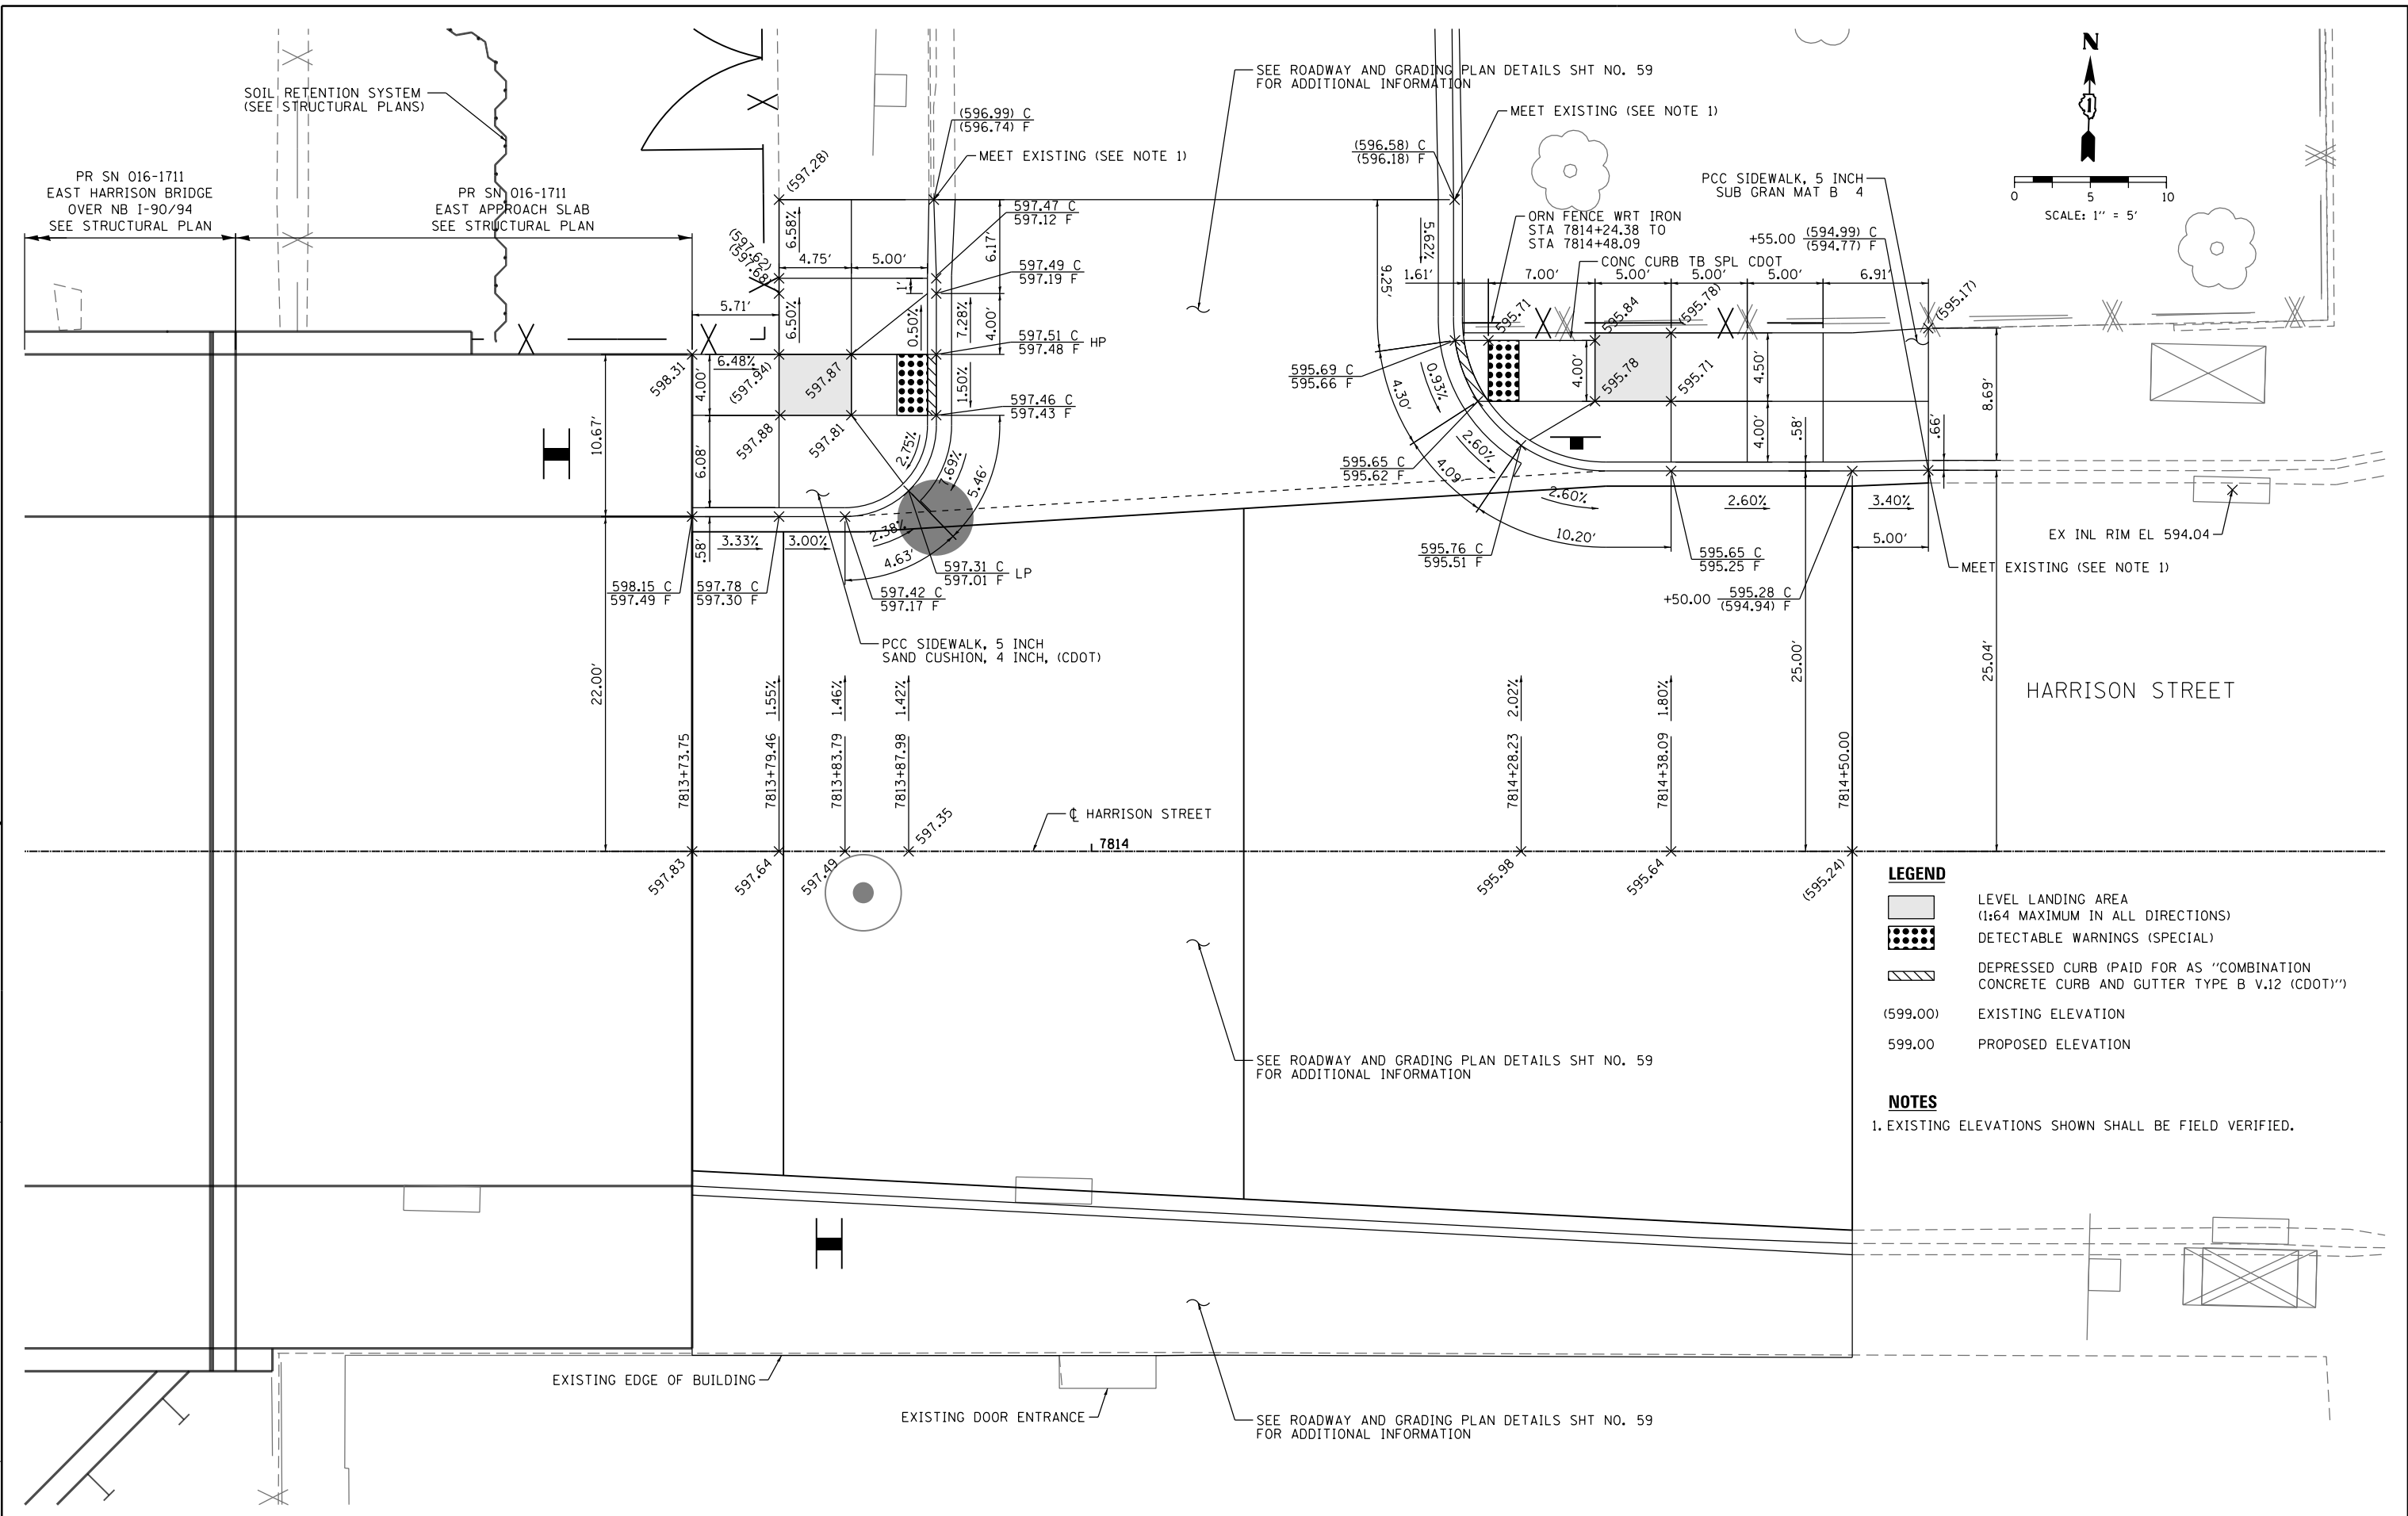 SOIL RETENTION SYSTEM
(SEE STRUCTURAL PLANS)
PR SN 016-1711
EAST HARRISON BRIDGE
OVER NB I-90/94
SEE STRUCTURAL PLAN
PR SN 016-1711
EAST APPROACH SLAB
SEE STRUCTURAL PLAN
SEE ROADWAY AND GRADING PLAN DETAILS SHT NO. 59
FOR ADDITIONAL INFORMATION
(596.99) C
(596.74) F
MEET EXISTING (SEE NOTE 1)
(597.28)
(597.62)
(597.68)
6.58%
4.75'
5.00'
6.17'
597.47 C
597.12 F
597.49 C
597.19 F
1'
5.71'
6.50%
0.50%
7.28%
4.00'
597.51 C
597.48 F HP
598.31
6.48%
4.00'
(597.94)
597.87
1.50%
597.46 C
597.43 F
10.67'
597.88
597.81
6.08'
2.75%
7.69%
5.46'
.58'
3.33%
3.00%
2.38%
4.63'
598.15 C
597.49 F
597.78 C
597.30 F
597.42 C
597.17 F
597.31 C
597.01 F LP
PCC SIDEWALK, 5 INCH
SAND CUSHION, 4 INCH, (CDOT)
MEET EXISTING (SEE NOTE 1)
(596.58) C
(596.18) F
N
1
0 5 10
SCALE: 1" = 5'
PCC SIDEWALK, 5 INCH
SUB GRAN MAT B 4
ORN FENCE WRT IRON
STA 7814+24.38 TO
STA 7814+48.09
CONC CURB TB SPL CDOT
+55.00 (594.99) C
(594.77) F
5.62%
9.25'
1.61'
7.00'
5.00'
5.00'
5.00'
6.91'
595.71
595.84
(595.78)
(595.17)
595.69 C
595.66 F
4.30'
0.93%
4.00'
595.78
595.71
4.50'
8.69'
595.65 C
595.62 F
4.09'
2.60%
4.00'
.58'
.66'
2.60%
2.60%
3.40%
10.20'
5.00'
595.76 C
595.51 F
595.65 C
595.25 F
+50.00 595.28 C
(594.94) F
EX INL RIM EL 594.04
MEET EXISTING (SEE NOTE 1)
22.00'
25.00'
25.04'
HARRISON STREET
7813+73.75
7813+79.46 1.55%
7813+83.79 1.46%
7813+87.98 1.42%
7814+28.23 2.02%
7814+38.09 1.80%
7814+50.00
℄ HARRISON STREET
7814
597.83
597.64
597.49
597.35
595.98
595.64
(595.24)
LEGEND
LEVEL LANDING AREA
(1:64 MAXIMUM IN ALL DIRECTIONS)
DETECTABLE WARNINGS (SPECIAL)
DEPRESSED CURB (PAID FOR AS "COMBINATION
CONCRETE CURB AND GUTTER TYPE B V.12 (CDOT)")
(599.00) EXISTING ELEVATION
599.00 PROPOSED ELEVATION
NOTES
1. EXISTING ELEVATIONS SHOWN SHALL BE FIELD VERIFIED.
SEE ROADWAY AND GRADING PLAN DETAILS SHT NO. 59
FOR ADDITIONAL INFORMATION
EXISTING EDGE OF BUILDING
EXISTING DOOR ENTRANCE
SEE ROADWAY AND GRADING PLAN DETAILS SHT NO. 59
FOR ADDITIONAL INFORMATION